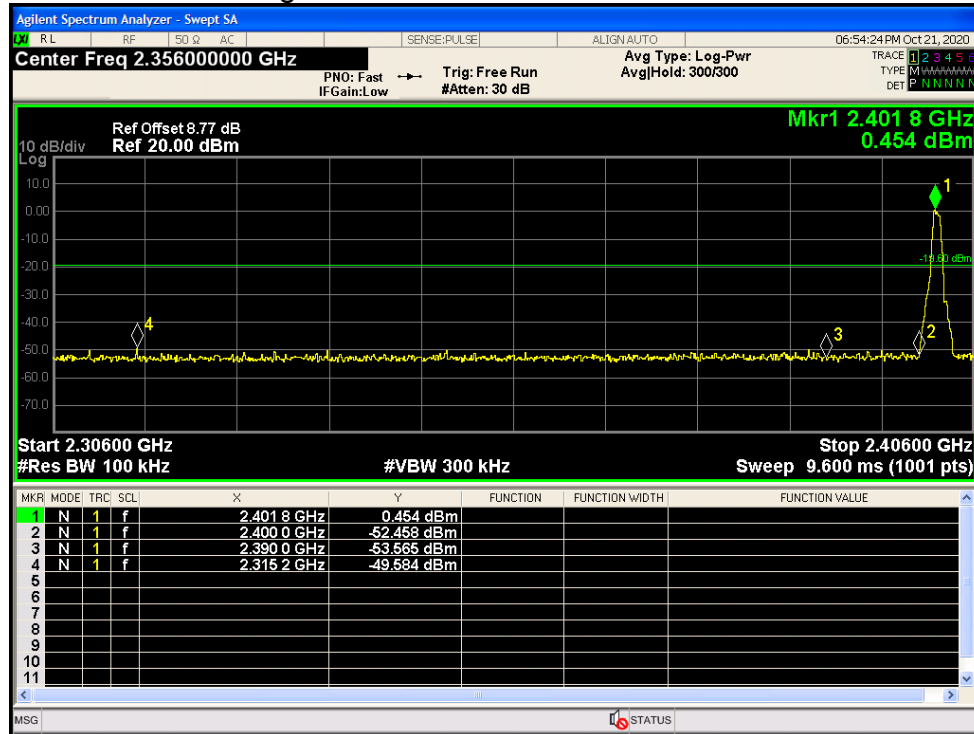 Agilent Spectrum Analyzer - Swept SA
LXI RL RF 50 Ω AC SENSE:PULSE ALIGN AUTO 06:54:24 PM Oct 21, 2020
Center Freq 2.356000000 GHz
PNO: Fast Trig: Free Run
IFGain:Low #Atten: 30 dB
Avg Type: Log-Pwr
Avg|Hold: 300/300
TRACE 1 2 3 4 5 6
TYPE M
DET P N N N N N
Mkr1 2.401 8 GHz
0.454 dBm
Ref Offset 8.77 dB
10 dB/div Ref 20.00 dBm
Log
10.0
0.00
-10.0
-20.0
-30.0
-40.0
-50.0
-60.0
-70.0
1
-19.60 dBm
4
3
2
Start 2.30600 GHz Stop 2.40600 GHz
#Res BW 100 kHz #VBW 300 kHz Sweep 9.600 ms (1001 pts)
MKR MODE TRC SCL X Y FUNCTION FUNCTION WIDTH FUNCTION VALUE
1 N 1 f 2.401 8 GHz 0.454 dBm
2 N 1 f 2.400 0 GHz -52.458 dBm
3 N 1 f 2.390 0 GHz -53.565 dBm
4 N 1 f 2.315 2 GHz -49.584 dBm
5
6
7
8
9
10
11
MSG STATUS